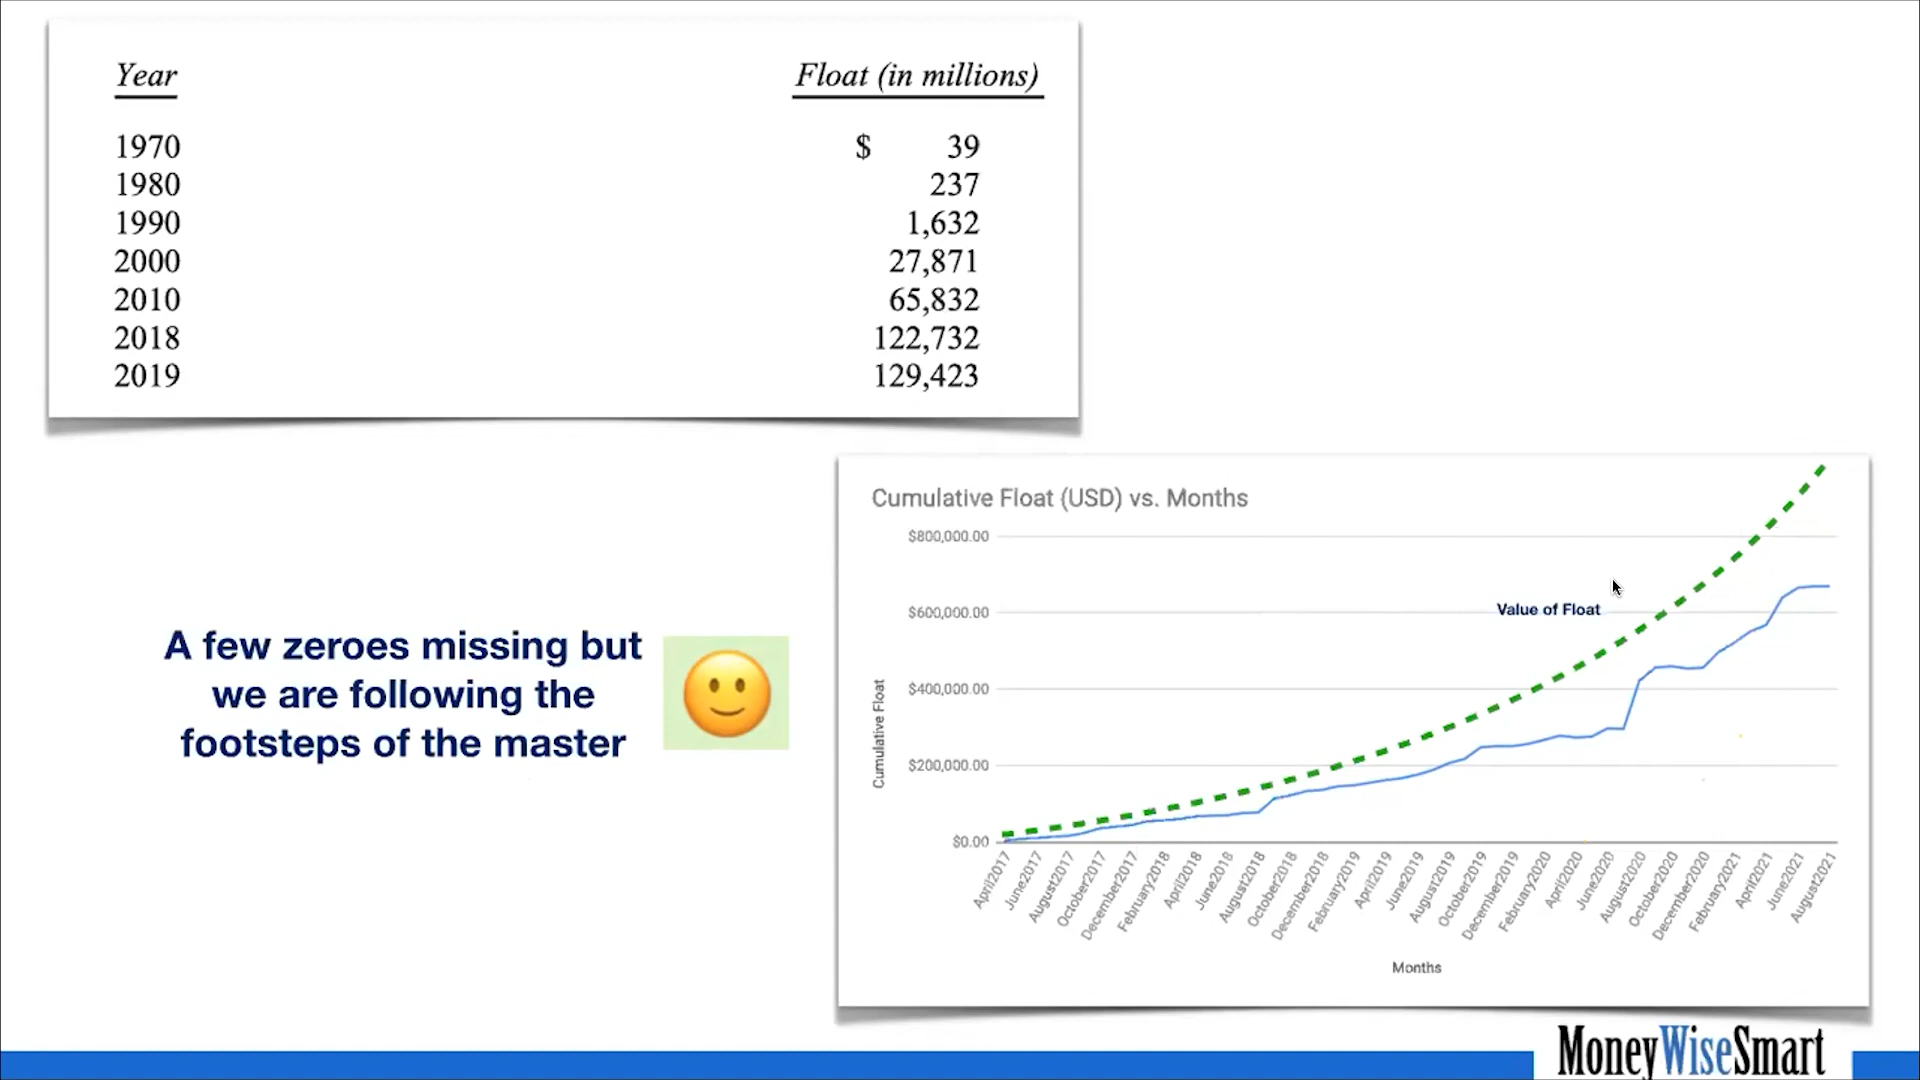 Year Float (in millions)
1970 $ 39
1980 237
1990 1,632
2000 27,871
2010 65,832
2018 122,732
2019 129,423
A few zeroes missing but
we are following the
footsteps of the master
Cumulative Float (USD) vs. Months
$800,000.00
$600,000.00
$400,000.00
$200,000.00
$0.00
Cumulative Float
Value of Float
April2017
June2017
August2017
October2017
December2017
February2018
April2018
June2018
August2018
October2018
December2018
February2019
April2019
June2019
August2019
October2019
December2019
February2020
April2020
June2020
August2020
October2020
December2020
February2021
April2021
June2021
August2021
Months
MoneyWiseSmart